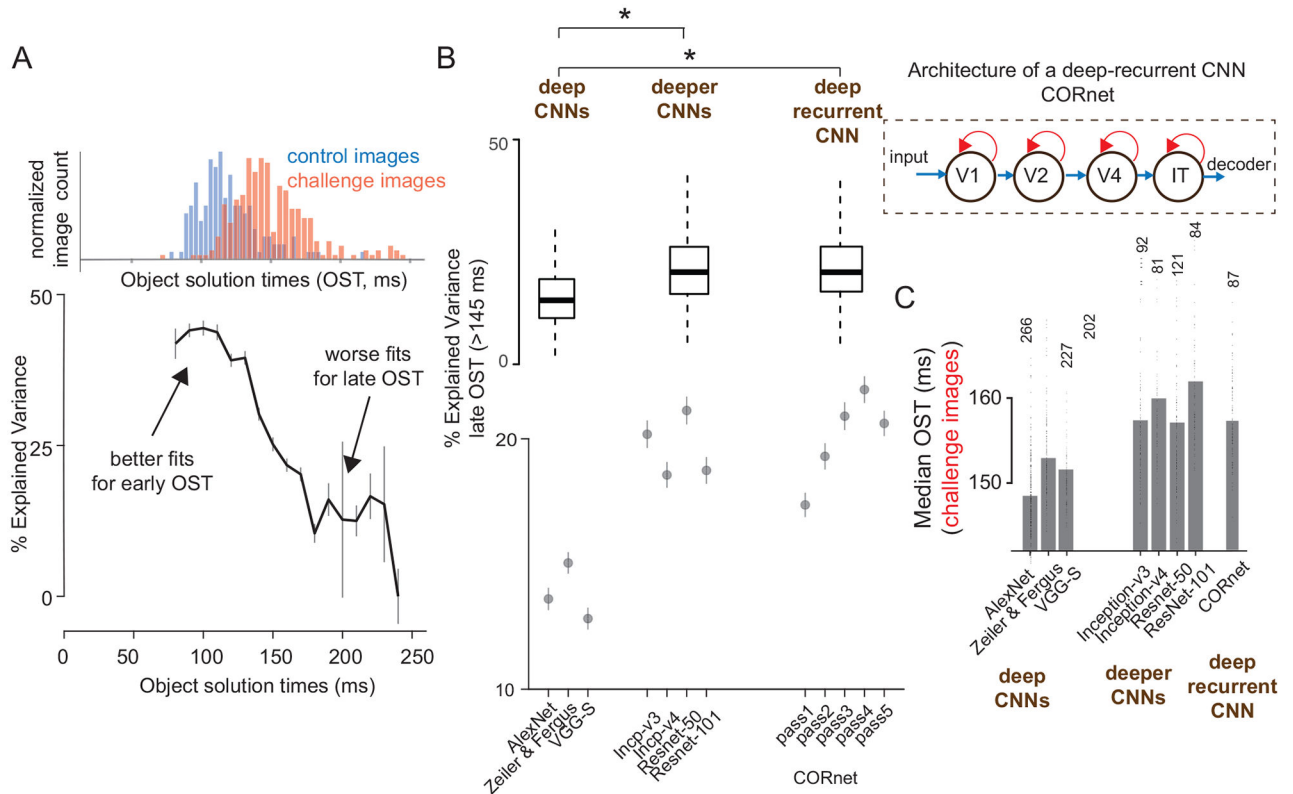 A
normalized
image count
control images
challenge images
Object solution times (OST, ms)
% Explained Variance
50
25
0
better fits
for early OST
worse fits
for late OST
0
50
100
150
200
250
Object solution times (ms)
B
*
*
deep
CNNs
deeper
CNNs
deep
recurrent
CNN
% Explained Variance
late OST (>145 ms)
50
0
20
10
AlexNet
Zeiler & Fergus
VGG-S
Incp-v3
Incp-v4
Resnet-50
Resnet-101
pass1
pass2
pass3
pass4
pass5
CORnet
Architecture of a deep-recurrent CNN
CORnet
input
V1
V2
V4
IT
decoder
C
Median OST (ms)
(challenge images)
160
150
266
227
202
92
81
121
84
87
AlexNet
Zeiler & Fergus
VGG-S
Inception-v3
Inception-v4
Resnet-50
ResNet-101
CORnet
deep
CNNs
deeper
CNNs
deep
recurrent
CNN